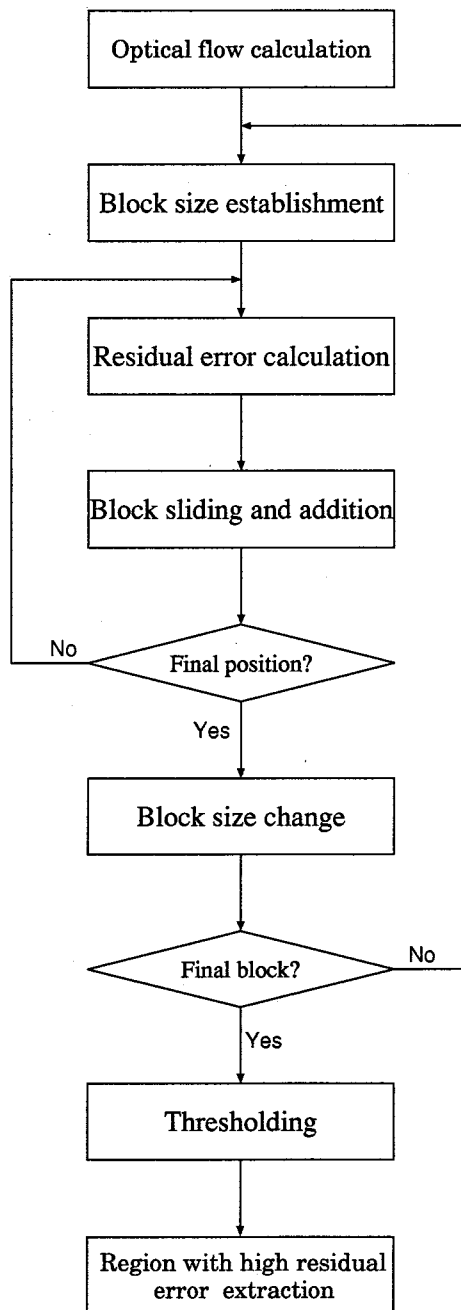 Optical flow calculation
Block size establishment
Residual error calculation
Block sliding and addition
No
Final position?
Yes
Block size change
Final block?
No
Yes
Thresholding
Region with high residual
error extraction